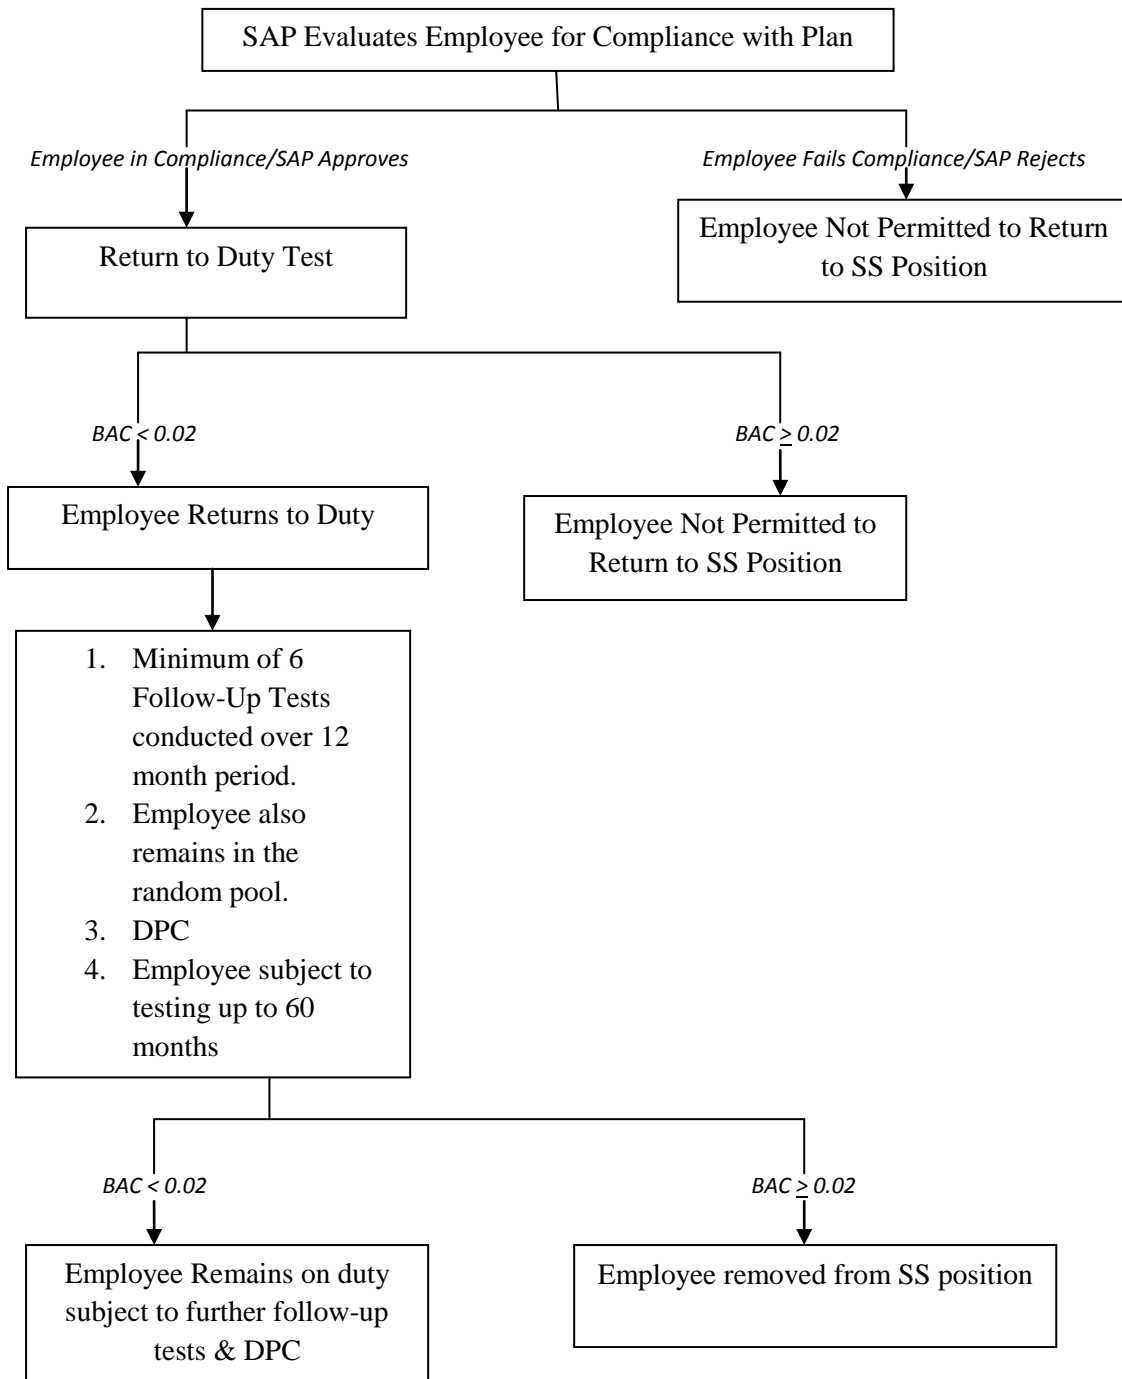 SAP Evaluates Employee for Compliance with Plan
Employee in Compliance/SAP Approves
Employee Fails Compliance/SAP Rejects
Return to Duty Test
Employee Not Permitted to Return
to SS Position
BAC < 0.02
BAC ≥ 0.02
Employee Returns to Duty
Employee Not Permitted to
Return to SS Position
1. Minimum of 6
Follow-Up Tests
conducted over 12
month period.
2. Employee also
remains in the
random pool.
3. DPC
4. Employee subject to
testing up to 60
months
BAC < 0.02
BAC ≥ 0.02
Employee Remains on duty
subject to further follow-up
tests & DPC
Employee removed from SS position